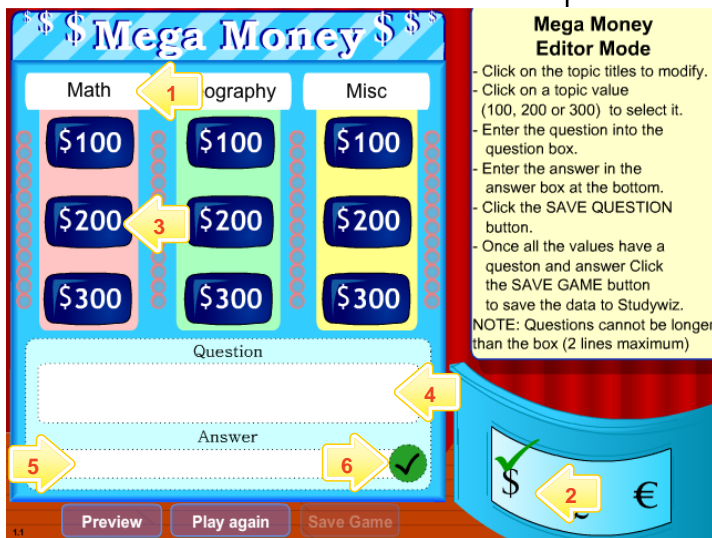 $ $ $ Mega Money $ $ $
Math
1
ography
Misc
$100
$100
$100
$200
3
$200
$200
$300
$300
$300
Question
4
Answer
5
6
Preview
Play again
Save Game
1.1
Mega Money
Editor Mode
- Click on the topic titles to modify.
- Click on a topic value
(100, 200 or 300) to select it.
- Enter the question into the
question box.
- Enter the answer in the
answer box at the bottom.
- Click the SAVE QUESTION
button.
- Once all the values have a
queston and answer Click
the SAVE GAME button
to save the data to Studywiz.
NOTE: Questions cannot be longer
than the box (2 lines maximum)
$
2
€